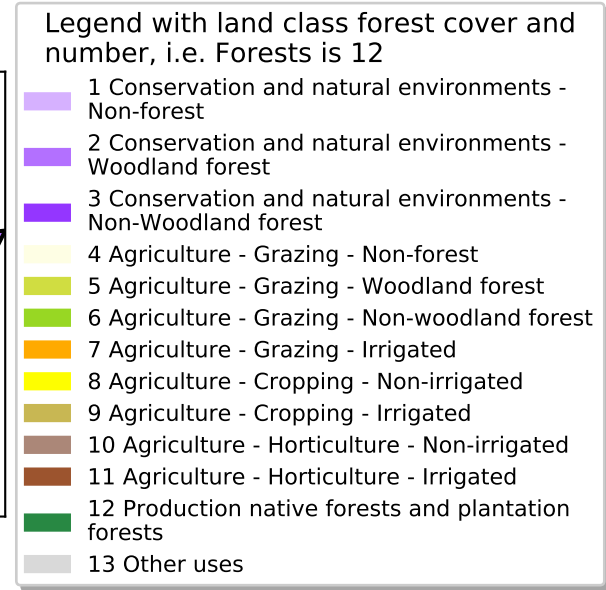 Legend with land class forest cover and
number, i.e. Forests is 12
1 Conservation and natural environments -
Non-forest
2 Conservation and natural environments -
Woodland forest
3 Conservation and natural environments -
Non-Woodland forest
4 Agriculture - Grazing - Non-forest
5 Agriculture - Grazing - Woodland forest
6 Agriculture - Grazing - Non-woodland forest
7 Agriculture - Grazing - Irrigated
8 Agriculture - Cropping - Non-irrigated
9 Agriculture - Cropping - Irrigated
10 Agriculture - Horticulture - Non-irrigated
11 Agriculture - Horticulture - Irrigated
12 Production native forests and plantation
forests
13 Other uses